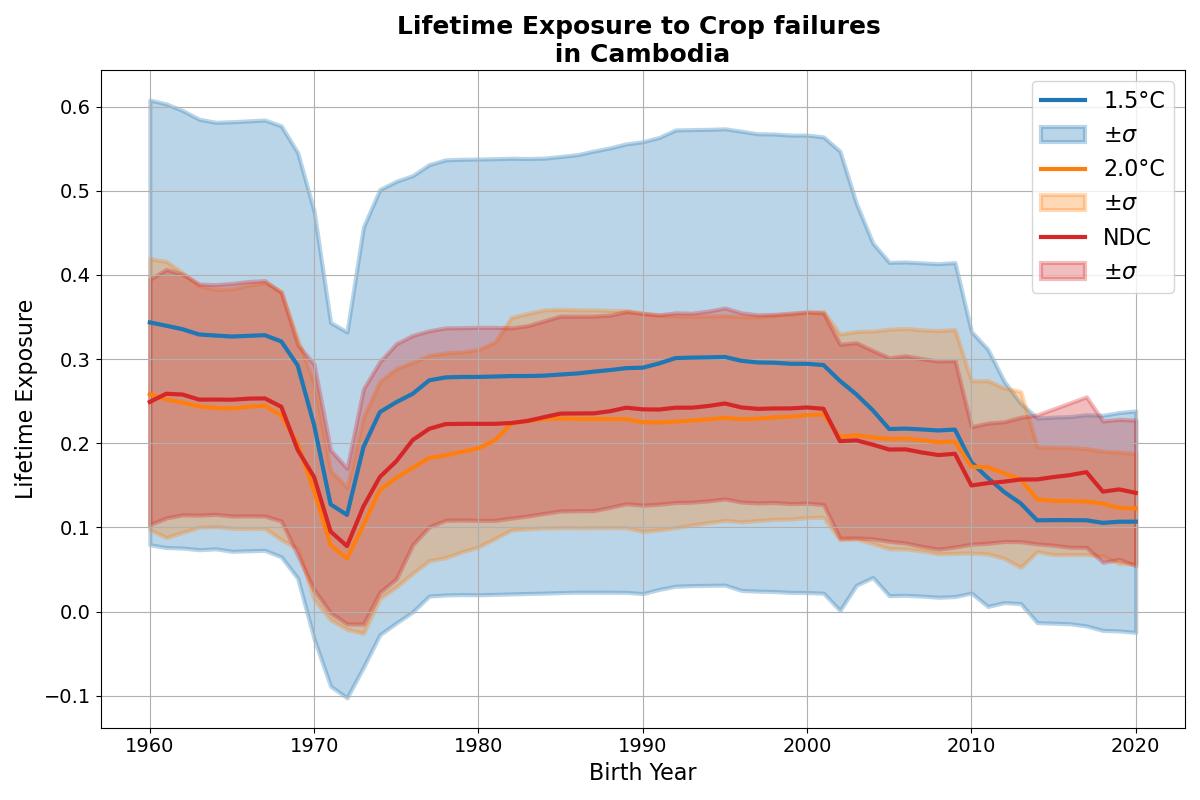 Lifetime Exposure to Crop failures
in Cambodia
1.5°C
±σ
2.0°C
±σ
NDC
±σ
Lifetime Exposure
0.6
0.5
0.4
0.3
0.2
0.1
0.0
−0.1
1960 1970 1980 1990 2000 2010 2020
Birth Year